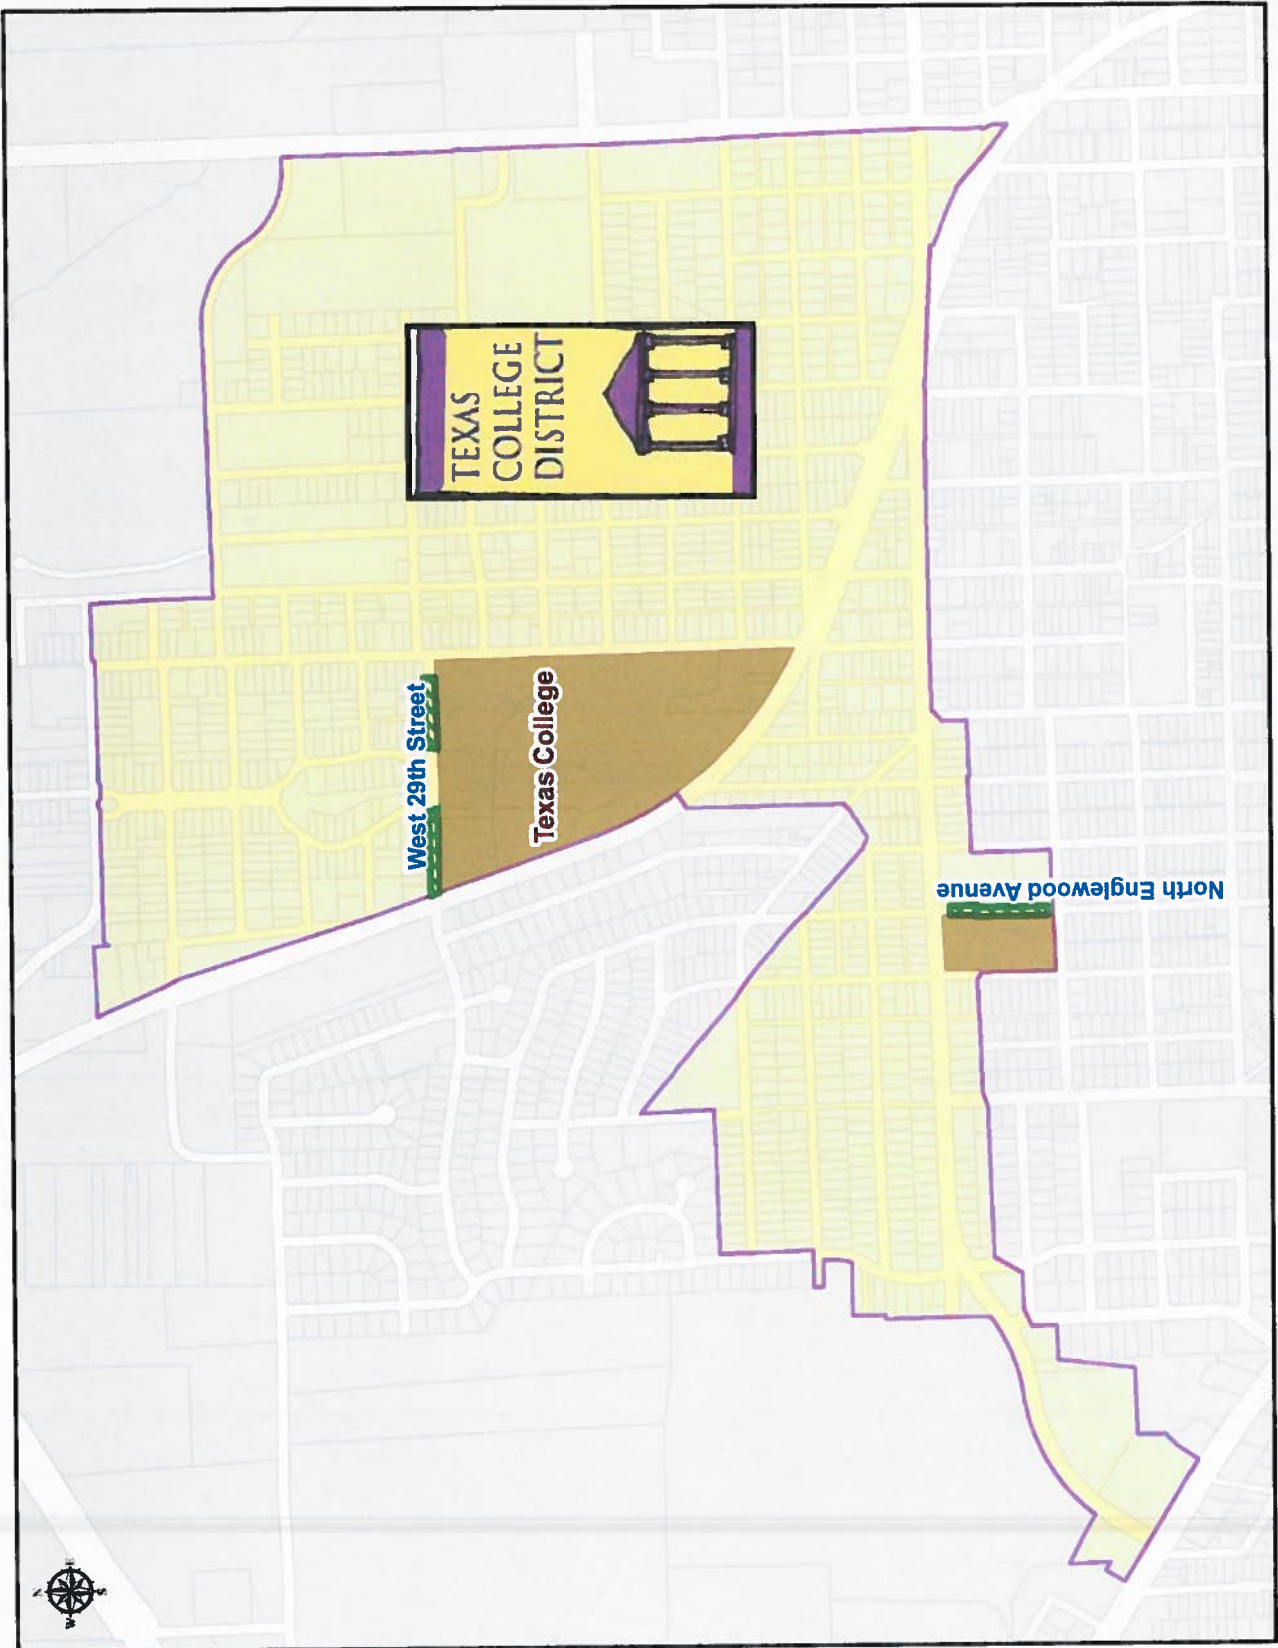 TEXAS
COLLEGE
DISTRICT
West 29th Street
Texas College
North Englewood Avenue
N
E
S
W